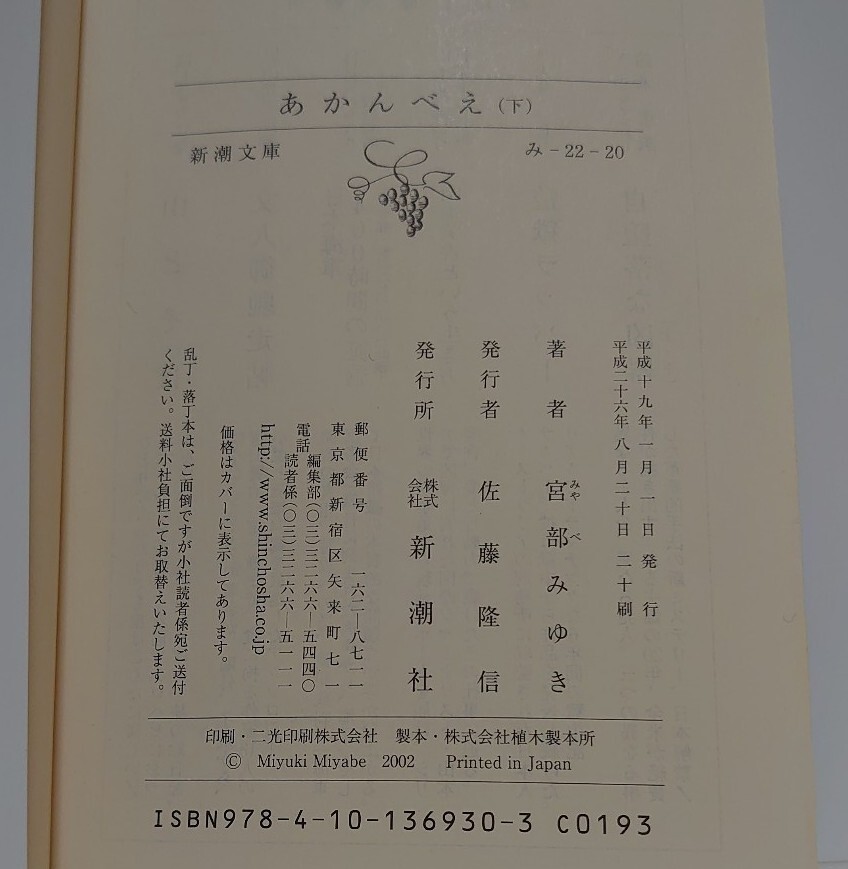 あかんべえ(下)
新潮文庫 み-22-20
平成十九年一月一日発行
平成二十六年八月二十日二十刷
著者 宮部みゆき
みや べ
発行者 佐藤隆信
発行所 株式会社 新潮社
郵便番号 一六二―八七一一
東京都新宿区矢来町七一
電話 編集部(〇三)三二六六―五四四〇
読者係(〇三)三二六六―五一一一
http://www.shinchosha.co.jp
価格はカバーに表示してあります。
乱丁・落丁本は、ご面倒ですが小社読者係宛ご送付
ください。送料小社負担にてお取替えいたします。
印刷・二光印刷株式会社 製本・株式会社植木製本所
© Miyuki Miyabe 2002 Printed in Japan
ISBN978-4-10-136930-3 C0193